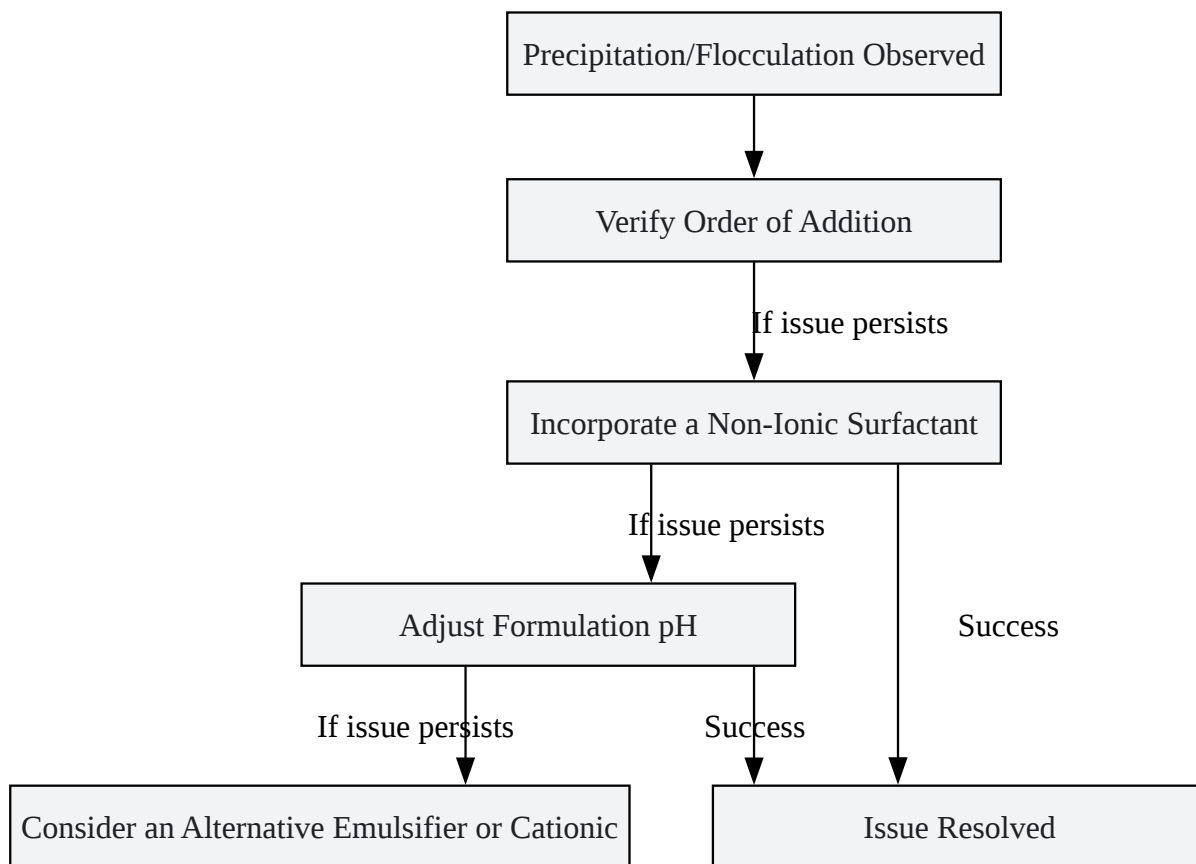 Precipitation/Flocculation Observed
Verify Order of Addition
If issue persists
Incorporate a Non-Ionic Surfactant
If issue persists
Adjust Formulation pH
Success
If issue persists
Success
Consider an Alternative Emulsifier or Cationic
Issue Resolved